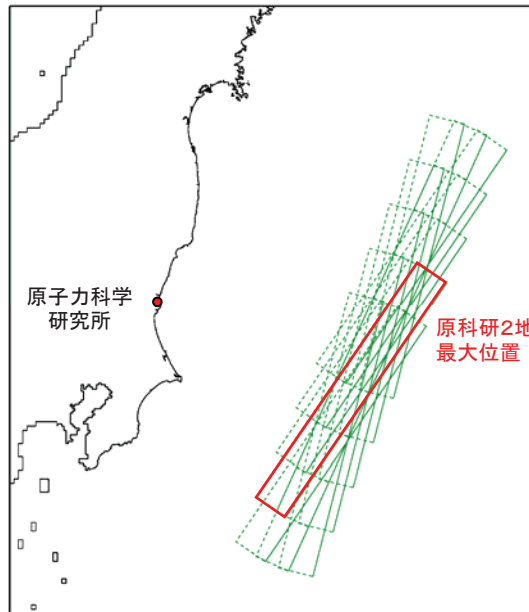 原子力科学
研究所
原科研2地
最大位置